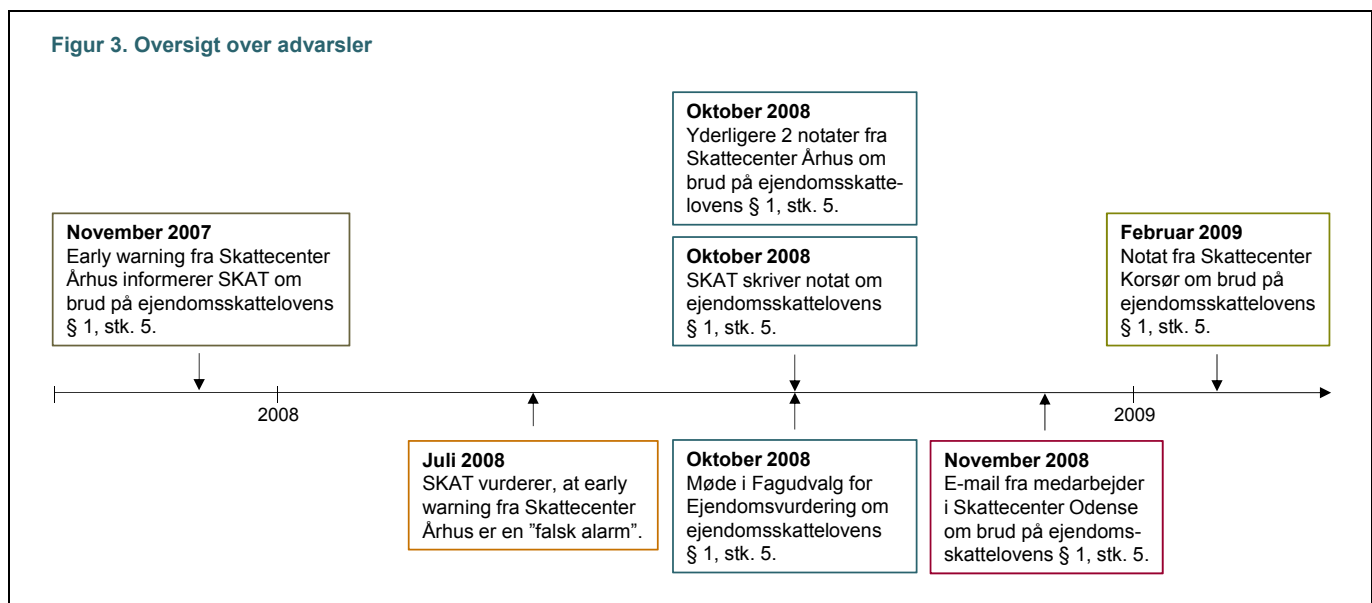 Figur 3. Oversigt over advarsler
November 2007
Early warning fra Skattecenter
Århus informerer SKAT om
brud på ejendomsskattelovens
§ 1, stk. 5.
Oktober 2008
Yderligere 2 notater fra
Skattecenter Århus om
brud på ejendomsskatte-
lovens § 1, stk. 5.
Oktober 2008
SKAT skriver notat om
ejendomsskattelovens
§ 1, stk. 5.
Februar 2009
Notat fra Skattecenter
Korsør om brud på
ejendomsskattelovens
§ 1, stk. 5.
2008
2009
Juli 2008
SKAT vurderer, at early
warning fra Skattecenter
Århus er en ”falsk alarm”.
Oktober 2008
Møde i Fagudvalg for
Ejendomsvurdering om
ejendomsskattelovens
§ 1, stk. 5.
November 2008
E-mail fra medarbejder
i Skattecenter Odense
om brud på ejendoms-
skattelovens § 1, stk. 5.